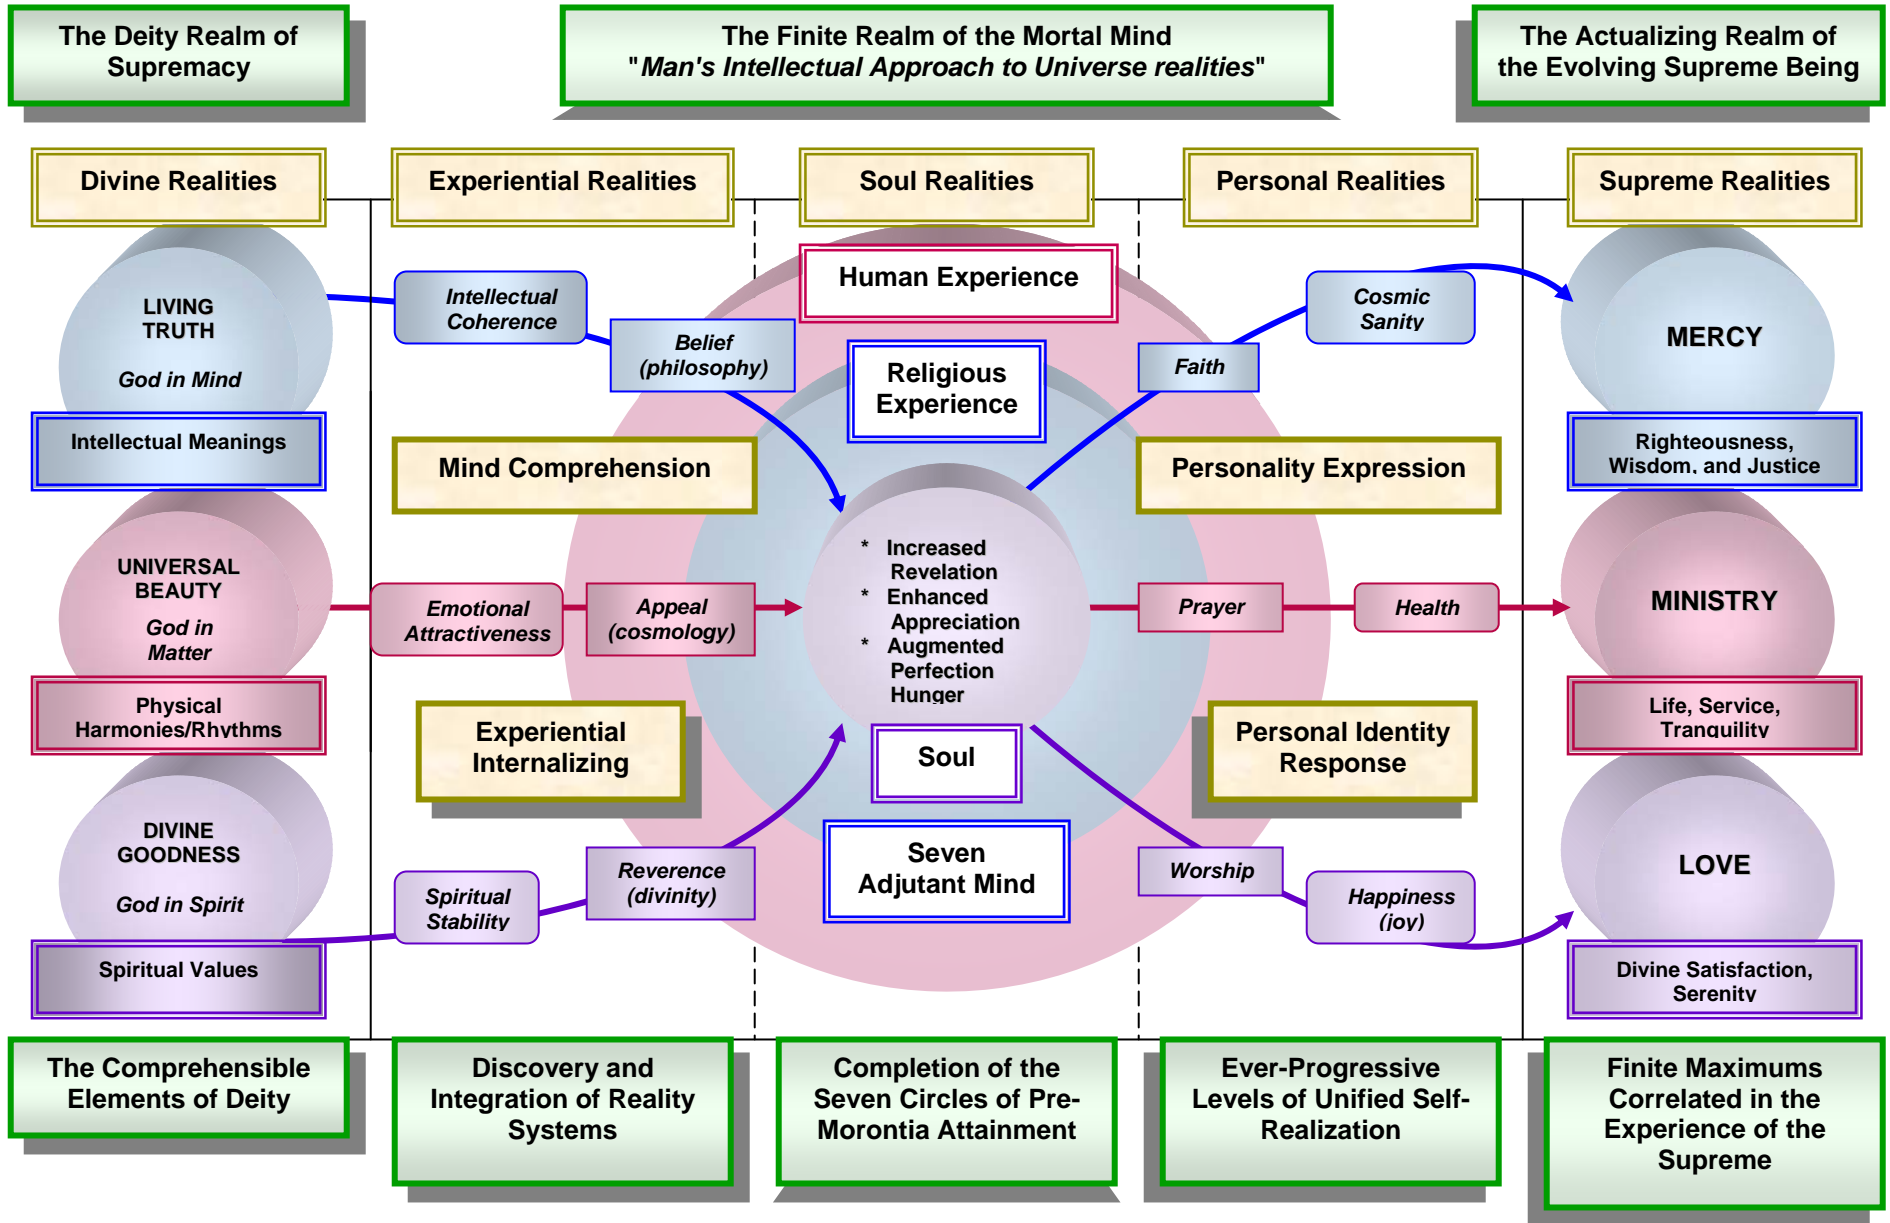 The Deity Realm of
Supremacy
The Finite Realm of the Mortal Mind
"Man's Intellectual Approach to Universe realities"
The Actualizing Realm of
the Evolving Supreme Being
Divine Realities
Experiential Realities
Soul Realities
Personal Realities
Supreme Realities
LIVING
TRUTH
God in Mind
Intellectual Meanings
Intellectual
Coherence
Belief
(philosophy)
Human Experience
Religious
Experience
Faith
Cosmic
Sanity
MERCY
Righteousness,
Wisdom, and Justice
Mind Comprehension
Personality Expression
UNIVERSAL
BEAUTY
God in
Matter
Physical
Harmonies/Rhythms
Emotional
Attractiveness
Appeal
(cosmology)
* Increased
Revelation
* Enhanced
Appreciation
* Augmented
Perfection
Hunger
Prayer
Health
MINISTRY
Life, Service,
Tranquility
Experiential
Internalizing
Soul
Personal Identity
Response
DIVINE
GOODNESS
God in Spirit
Spiritual Values
Spiritual
Stability
Reverence
(divinity)
Seven
Adjutant Mind
Worship
Happiness
(joy)
LOVE
Divine Satisfaction,
Serenity
The Comprehensible
Elements of Deity
Discovery and
Integration of Reality
Systems
Completion of the
Seven Circles of Pre-
Morontia Attainment
Ever-Progressive
Levels of Unified Self-
Realization
Finite Maximums
Correlated in the
Experience of the
Supreme